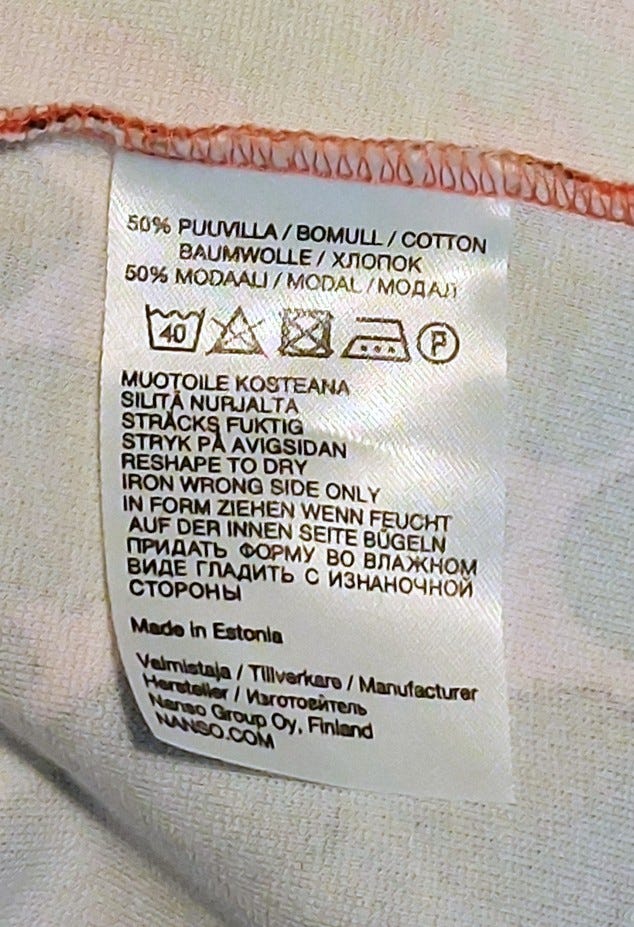 50% PUUVILLA / BOMULL / COTTON
BAUMWOLLE / ХЛОПОК
50% MODAALI / MODAL / МОДАЛ
40 P
MUOTOILE KOSTEANA
SILITÄ NURJALTA
STRÄCKS FUKTIG
STRYK PÅ AVIGSIDAN
RESHAPE TO DRY
IRON WRONG SIDE ONLY
IN FORM ZIEHEN WENN FEUCHT
AUF DER INNEN SEITE BÜGELN
ПРИДАТЬ ФОРМУ ВО ВЛАЖНОМ
ВИДЕ ГЛАДИТЬ С ИЗНАНОЧНОЙ
СТОРОНЫ
Made in Estonia
Valmistaja / Tillverkare / Manufacturer
Hersteller / Изготовитель
Nanso Group Oy, Finland
NANSO.COM